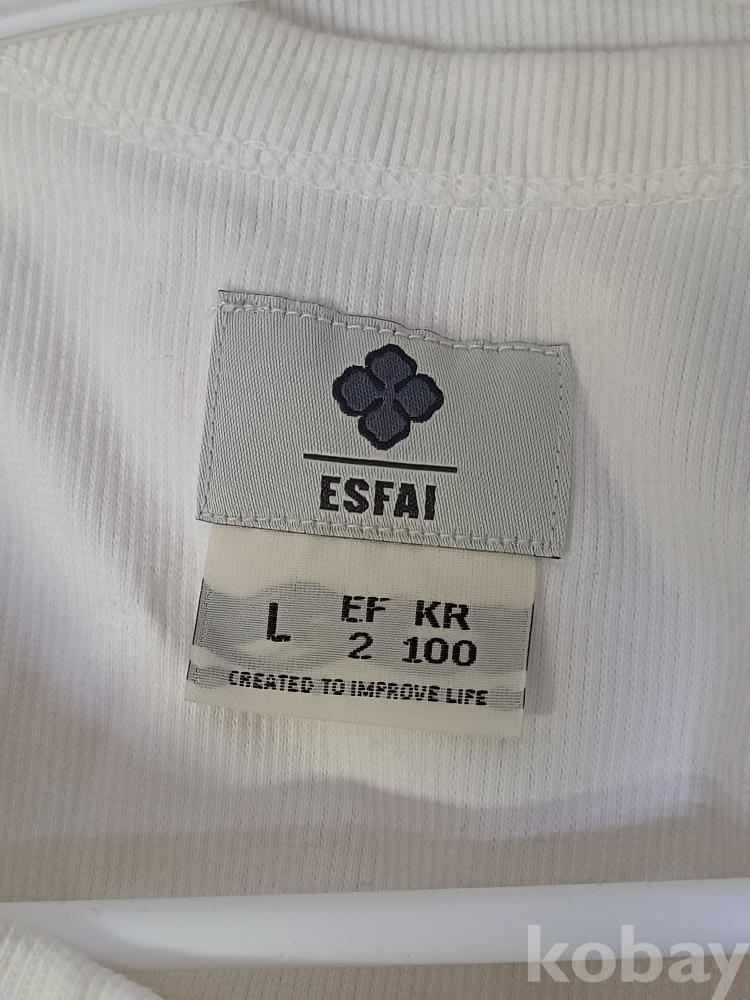 ESFAI
L EF KR
2 100
CREATED TO IMPROVE LIFE
kobay